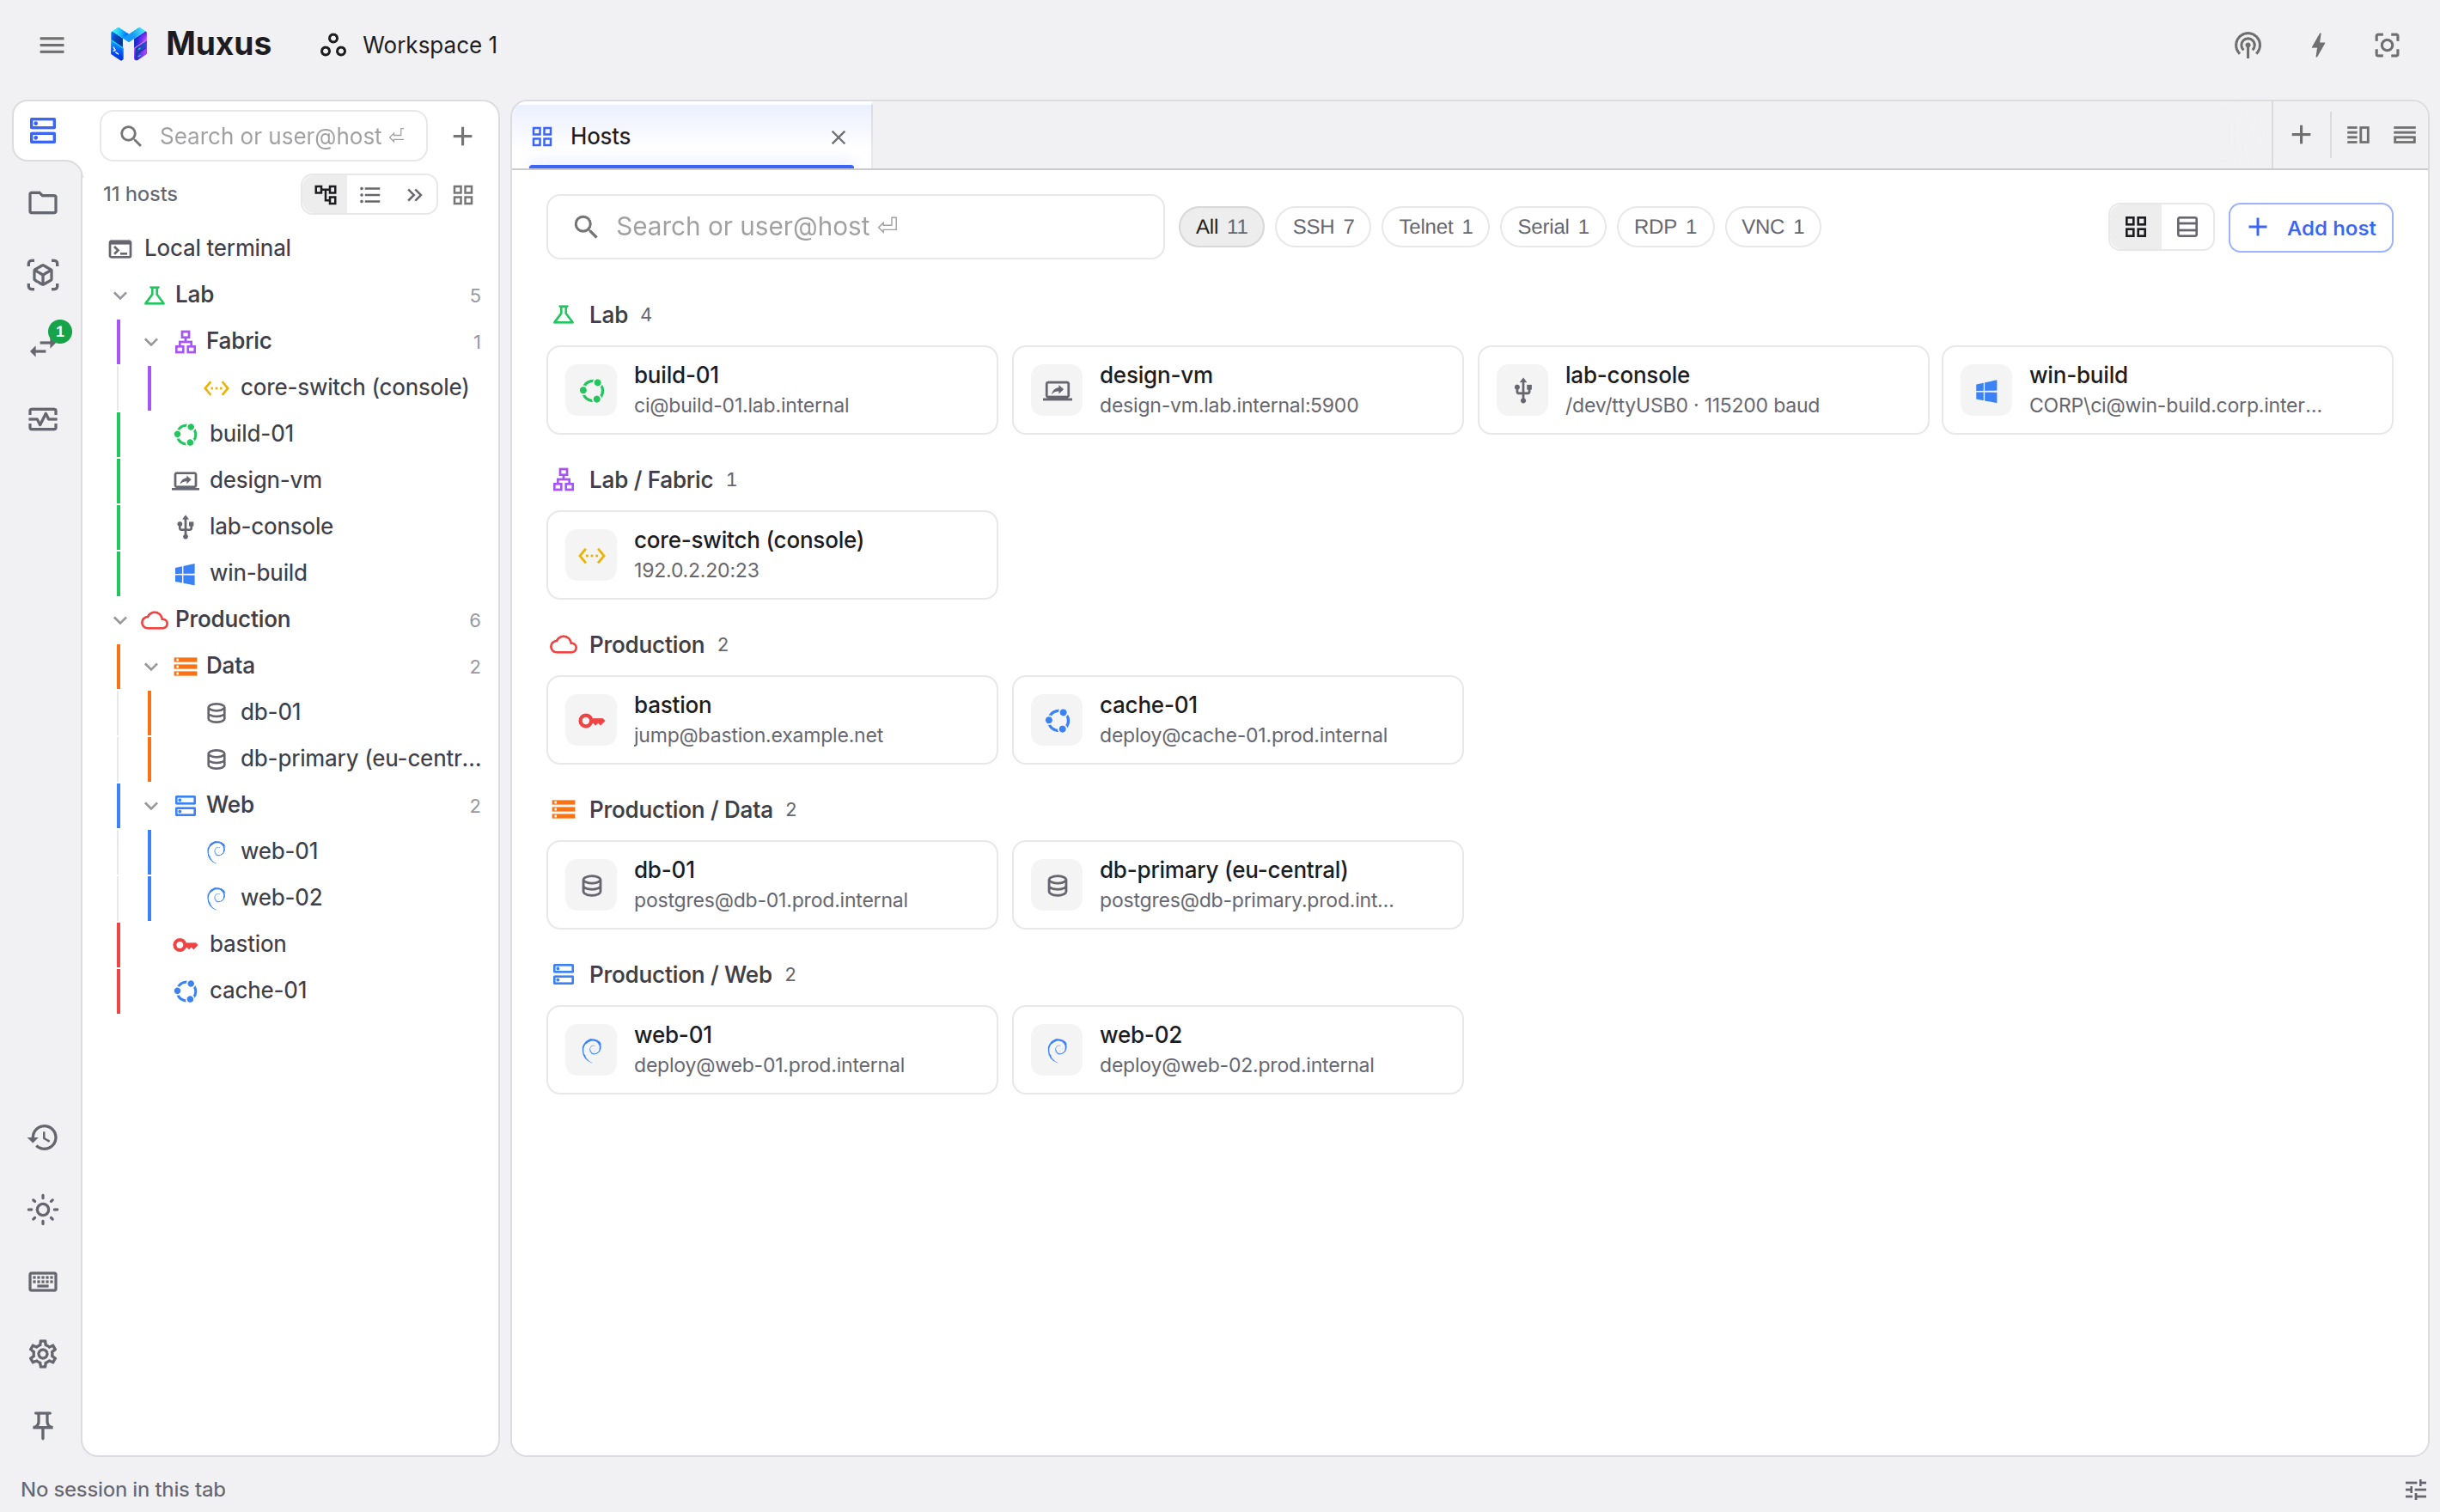 Muxus
Workspace 1
Search or user@host ⏎
11 hosts
Local terminal
Lab 5
Fabric 1
core-switch (console)
build-01
design-vm
lab-console
win-build
Production 6
Data 2
db-01
db-primary (eu-centr...
Web 2
web-01
web-02
bastion
cache-01
1
Hosts
Search or user@host ⏎
All 11
SSH 7
Telnet 1
Serial 1
RDP 1
VNC 1
Add host
Lab 4
build-01
ci@build-01.lab.internal
design-vm
design-vm.lab.internal:5900
lab-console
/dev/ttyUSB0 · 115200 baud
win-build
CORP\ci@win-build.corp.inter...
Lab / Fabric 1
core-switch (console)
192.0.2.20:23
Production 2
bastion
jump@bastion.example.net
cache-01
deploy@cache-01.prod.internal
Production / Data 2
db-01
postgres@db-01.prod.internal
db-primary (eu-central)
postgres@db-primary.prod.int...
Production / Web 2
web-01
deploy@web-01.prod.internal
web-02
deploy@web-02.prod.internal
No session in this tab